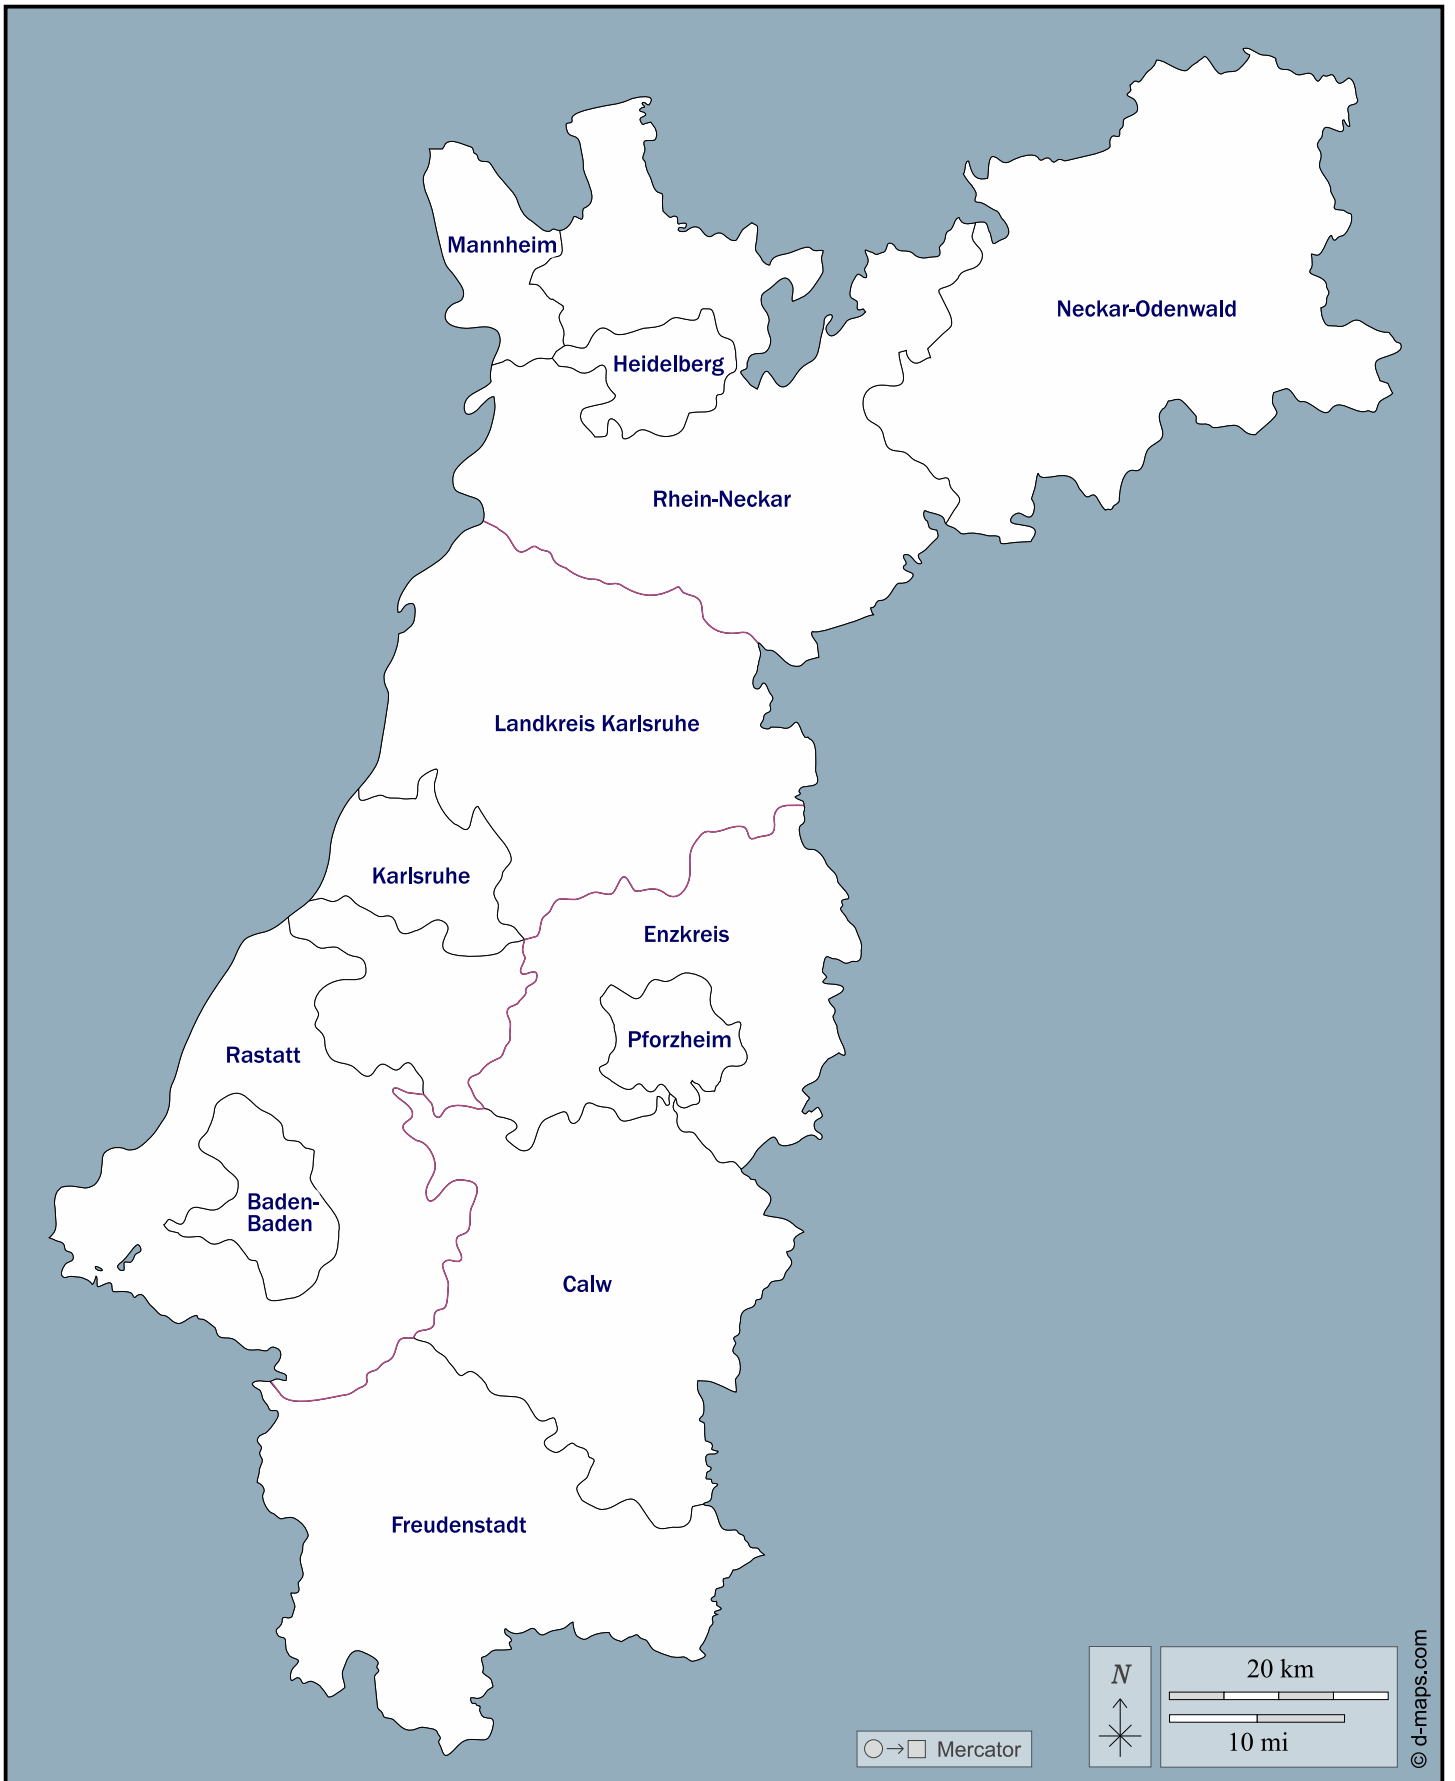 Mannheim
Neckar-Odenwald
Heidelberg
Rhein-Neckar
Landkreis Karlsruhe
Karlsruhe
Enzkreis
Pforzheim
Rastatt
Baden-
Baden
Calw
Freudenstadt
Mercator
N
20 km
10 mi
© d-maps.com